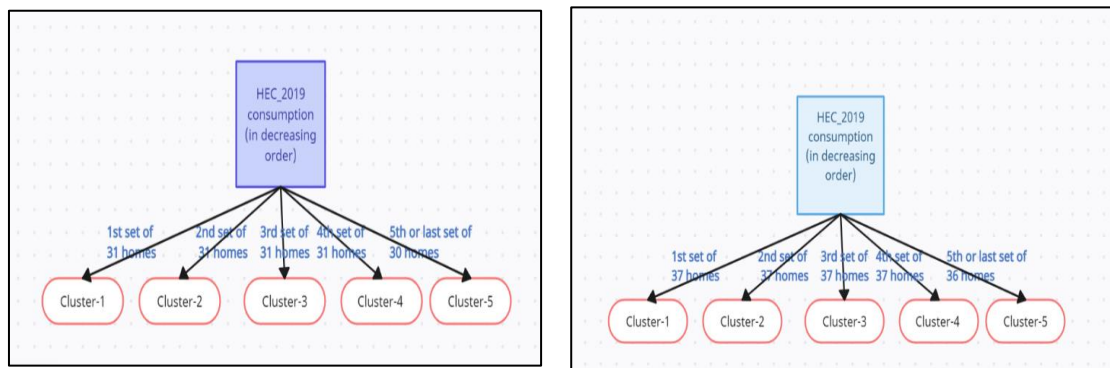 HEC_2019
consumption
(in decreasing
order)
1st set of
31 homes
2nd set of
31 homes
3rd set of
31 homes
4th set of
31 homes
5th or last set of
30 homes
Cluster-1
Cluster-2
Cluster-3
Cluster-4
Cluster-5
HEC_2019
consumption
(in decreasing
order)
1st set of
37 homes
2nd set of
37 homes
3rd set of
37 homes
4th set of
37 homes
5th or last set of
36 homes
Cluster-1
Cluster-2
Cluster-3
Cluster-4
Cluster-5